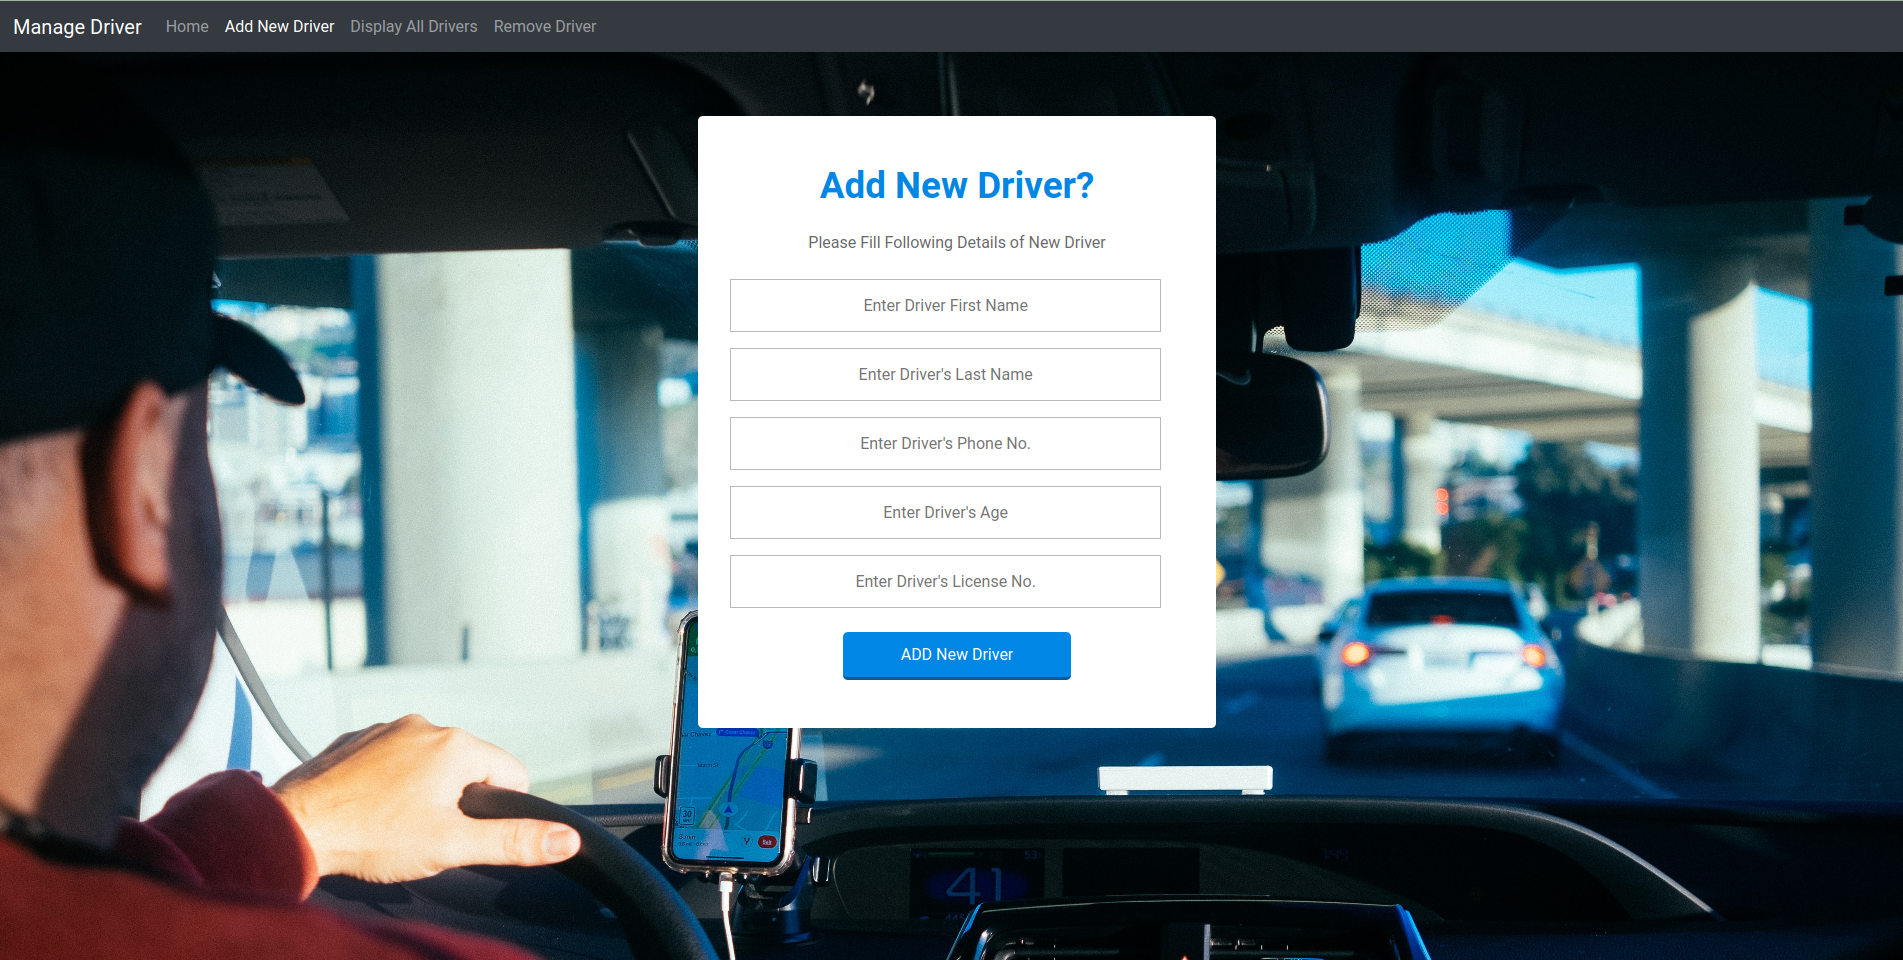 Manage Driver Home Add New Driver Display All Drivers Remove Driver
Add New Driver?
Please Fill Following Details of New Driver
Enter Driver First Name
Enter Driver's Last Name
Enter Driver's Phone No.
Enter Driver's Age
Enter Driver's License No.
ADD New Driver
30
41